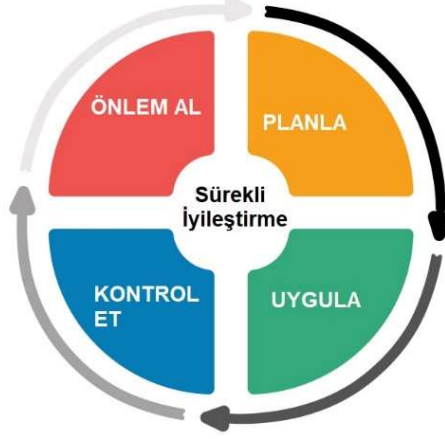 ÖNLEM AL
PLANLA
Sürekli
İyileştirme
KONTROL
ET
UYGULA